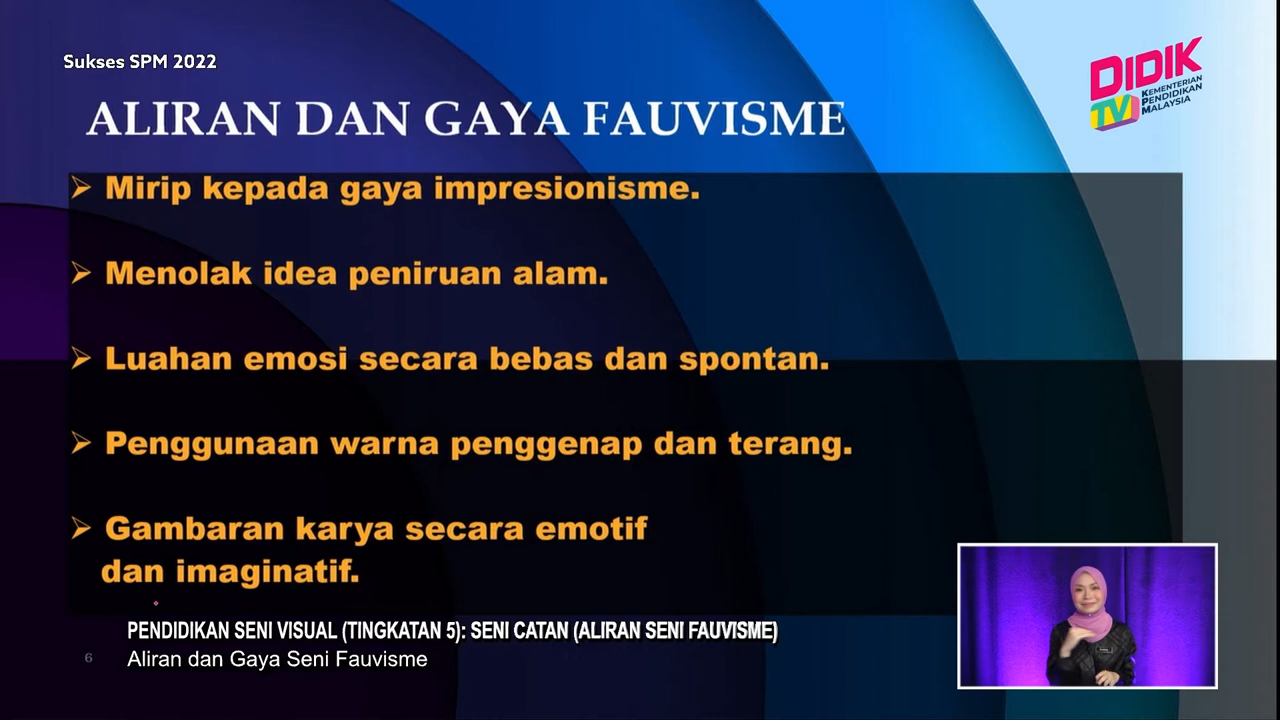 Sukses SPM 2022
DIDIK
TV
KEMENTERIAN
PENDIDIKAN
MALAYSIA
ALIRAN DAN GAYA FAUVISME
➢ Mirip kepada gaya impresionisme.
➢ Menolak idea peniruan alam.
➢ Luahan emosi secara bebas dan spontan.
➢ Penggunaan warna penggenap dan terang.
➢ Gambaran karya secara emotif
dan imaginatif.
PENDIDIKAN SENI VISUAL (TINGKATAN 5): SENI CATAN (ALIRAN SENI FAUVISME)
6
Aliran dan Gaya Seni Fauvisme